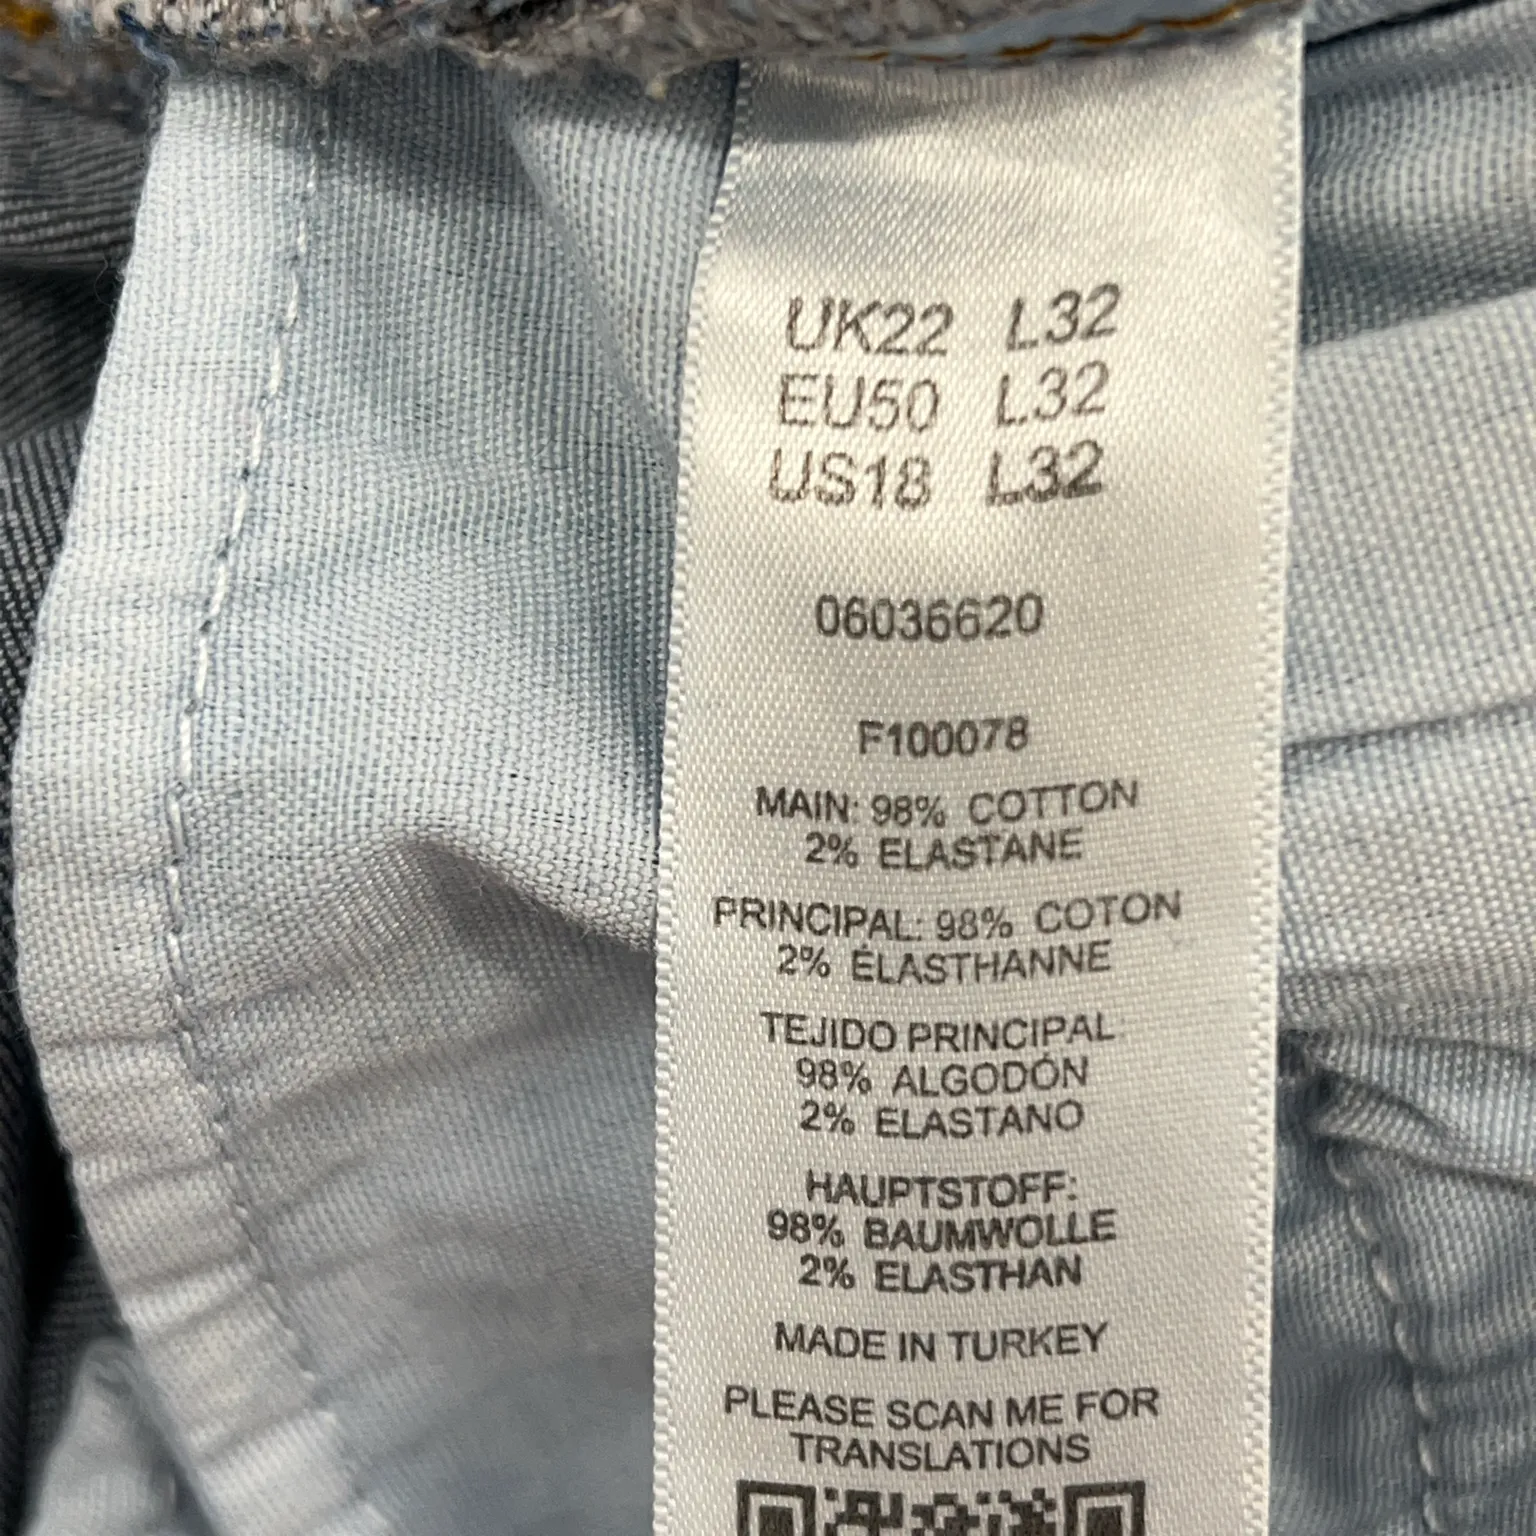 UK22 L32
EU50 L32
US18 L32
06036620
F100078
MAIN: 98% COTTON
2% ELASTANE
PRINCIPAL: 98% COTON
2% ÉLASTHANNE
TEJIDO PRINCIPAL:
98% ALGODÓN
2% ELASTANO
HAUPTSTOFF:
98% BAUMWOLLE
2% ELASTHAN
MADE IN TURKEY
PLEASE SCAN ME FOR
TRANSLATIONS